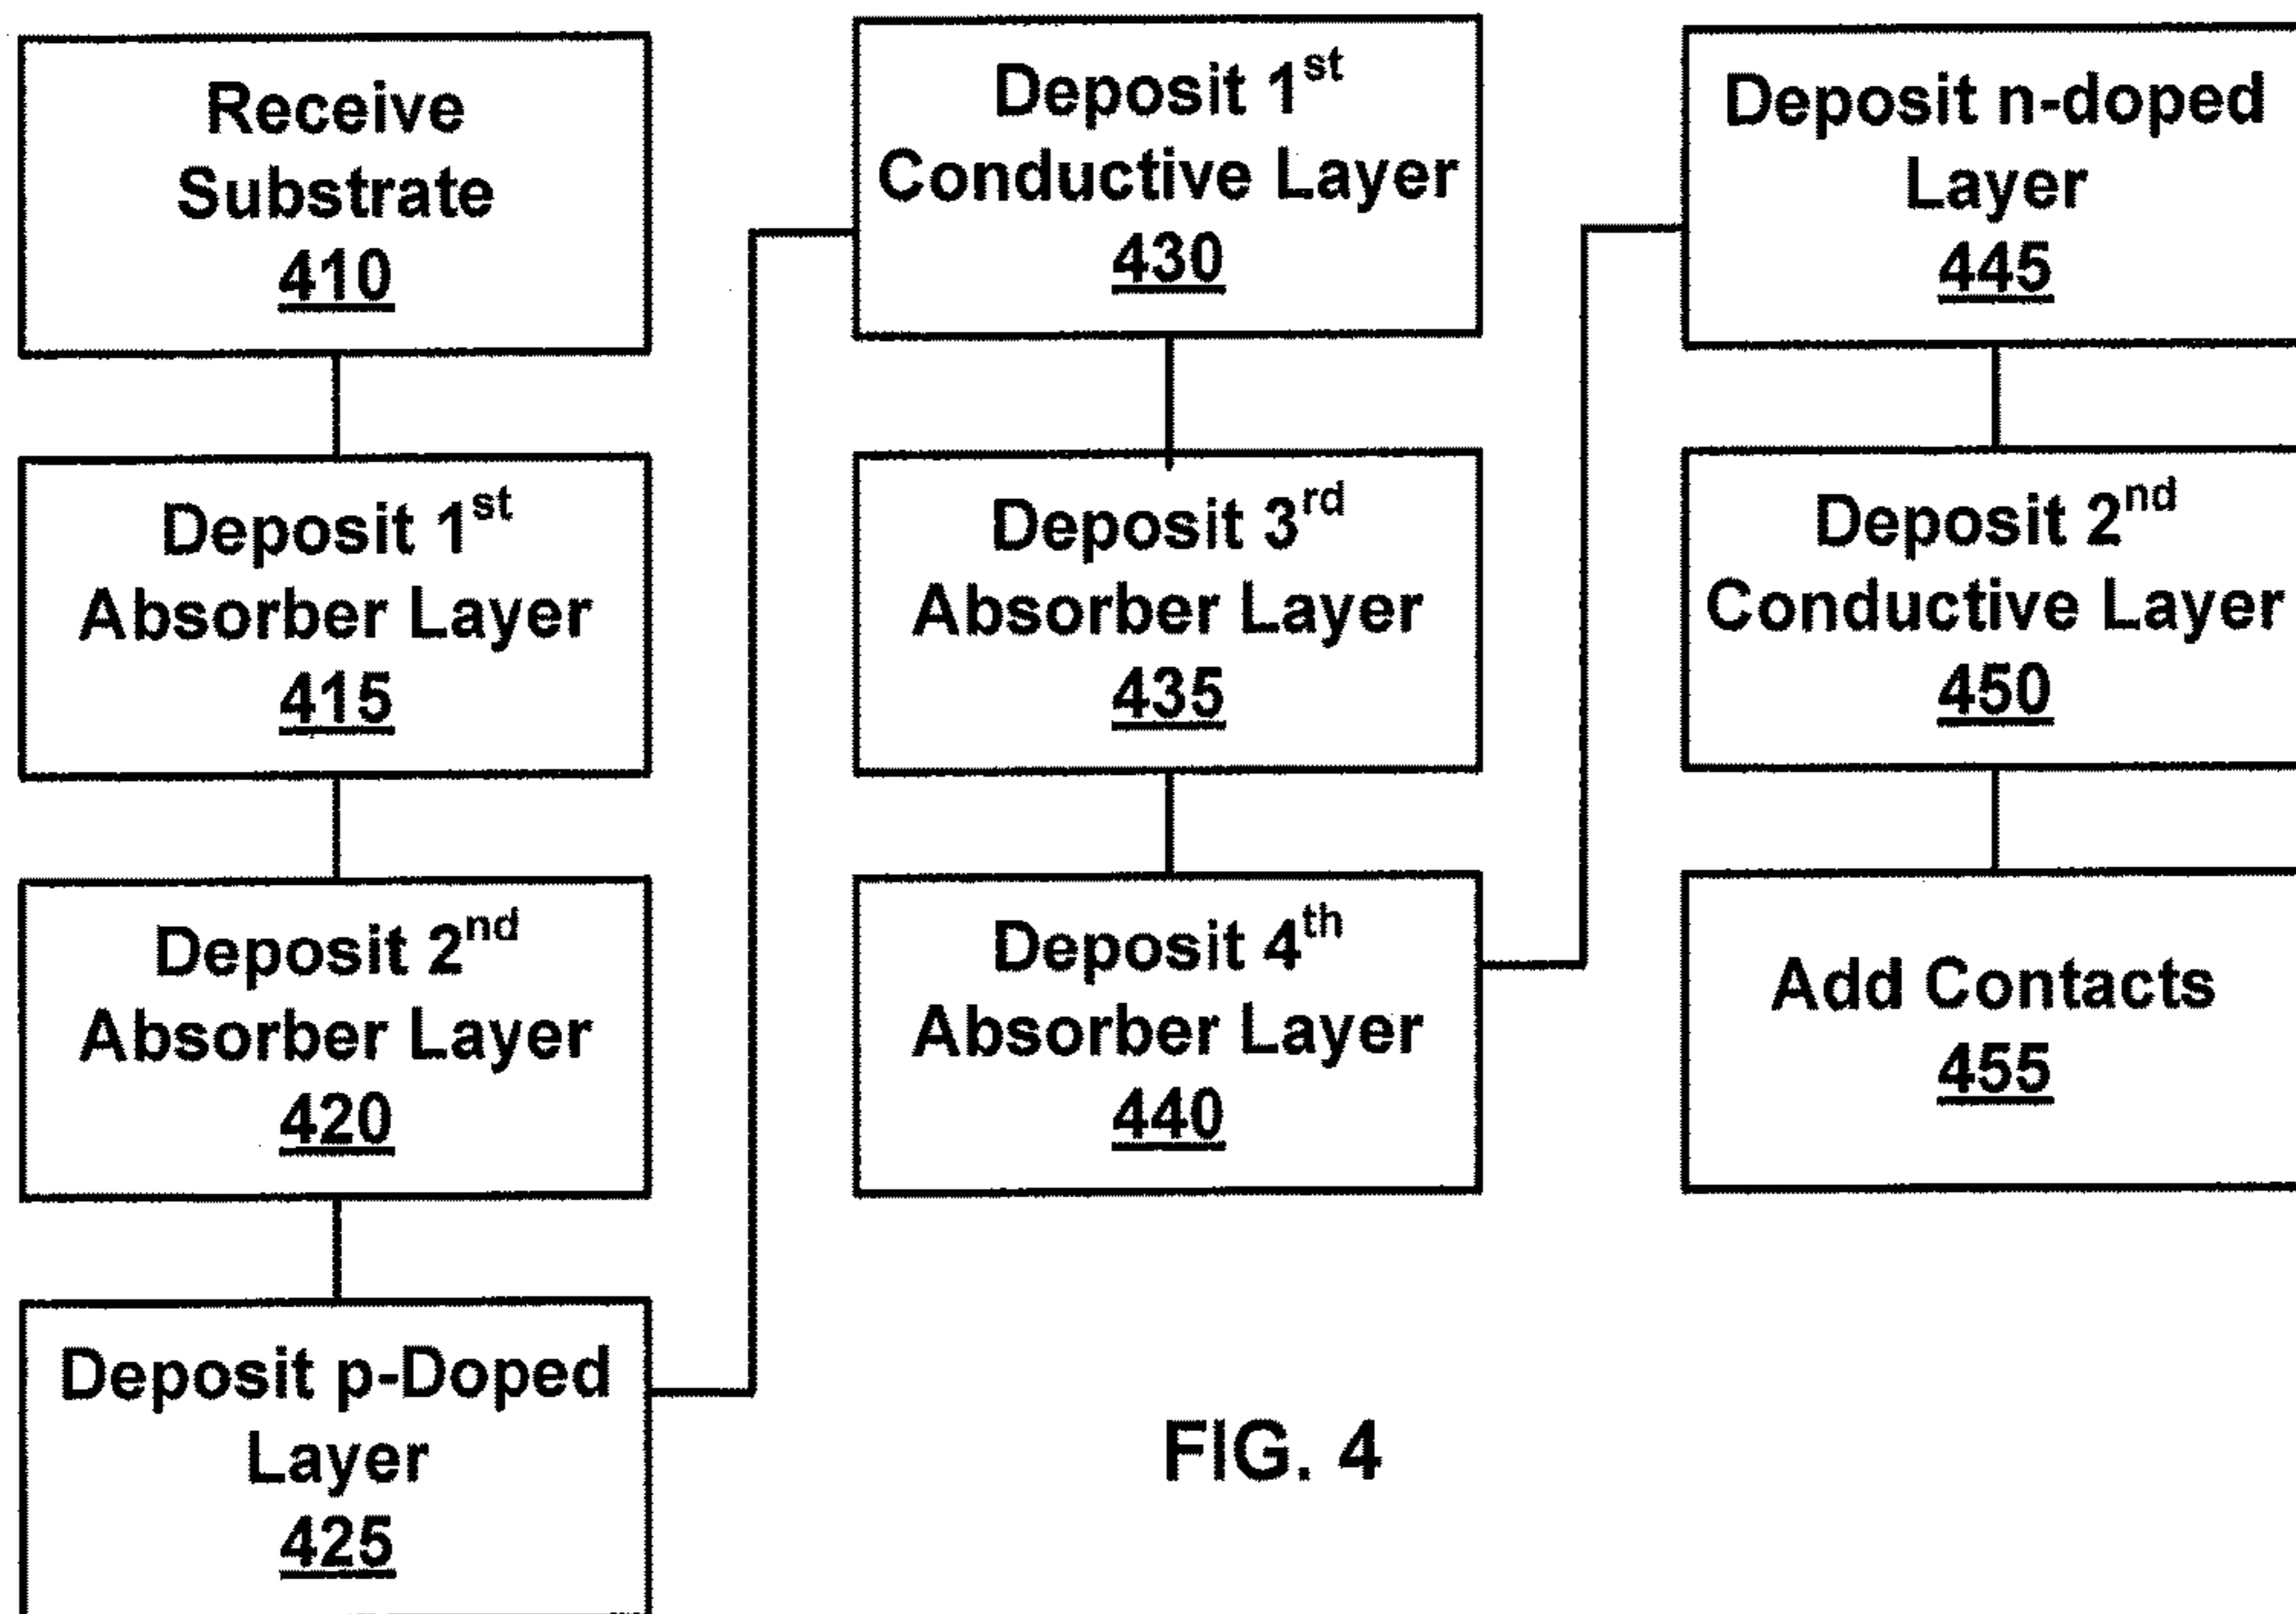 Receive
Substrate
410
Deposit 1st
Absorber Layer
415
Deposit 2nd
Absorber Layer
420
Deposit p-Doped
Layer
425
Deposit 1st
Conductive Layer
430
Deposit 3rd
Absorber Layer
435
Deposit 4th
Absorber Layer
440
Deposit n-doped
Layer
445
Deposit 2nd
Conductive Layer
450
Add Contacts
455
FIG. 4